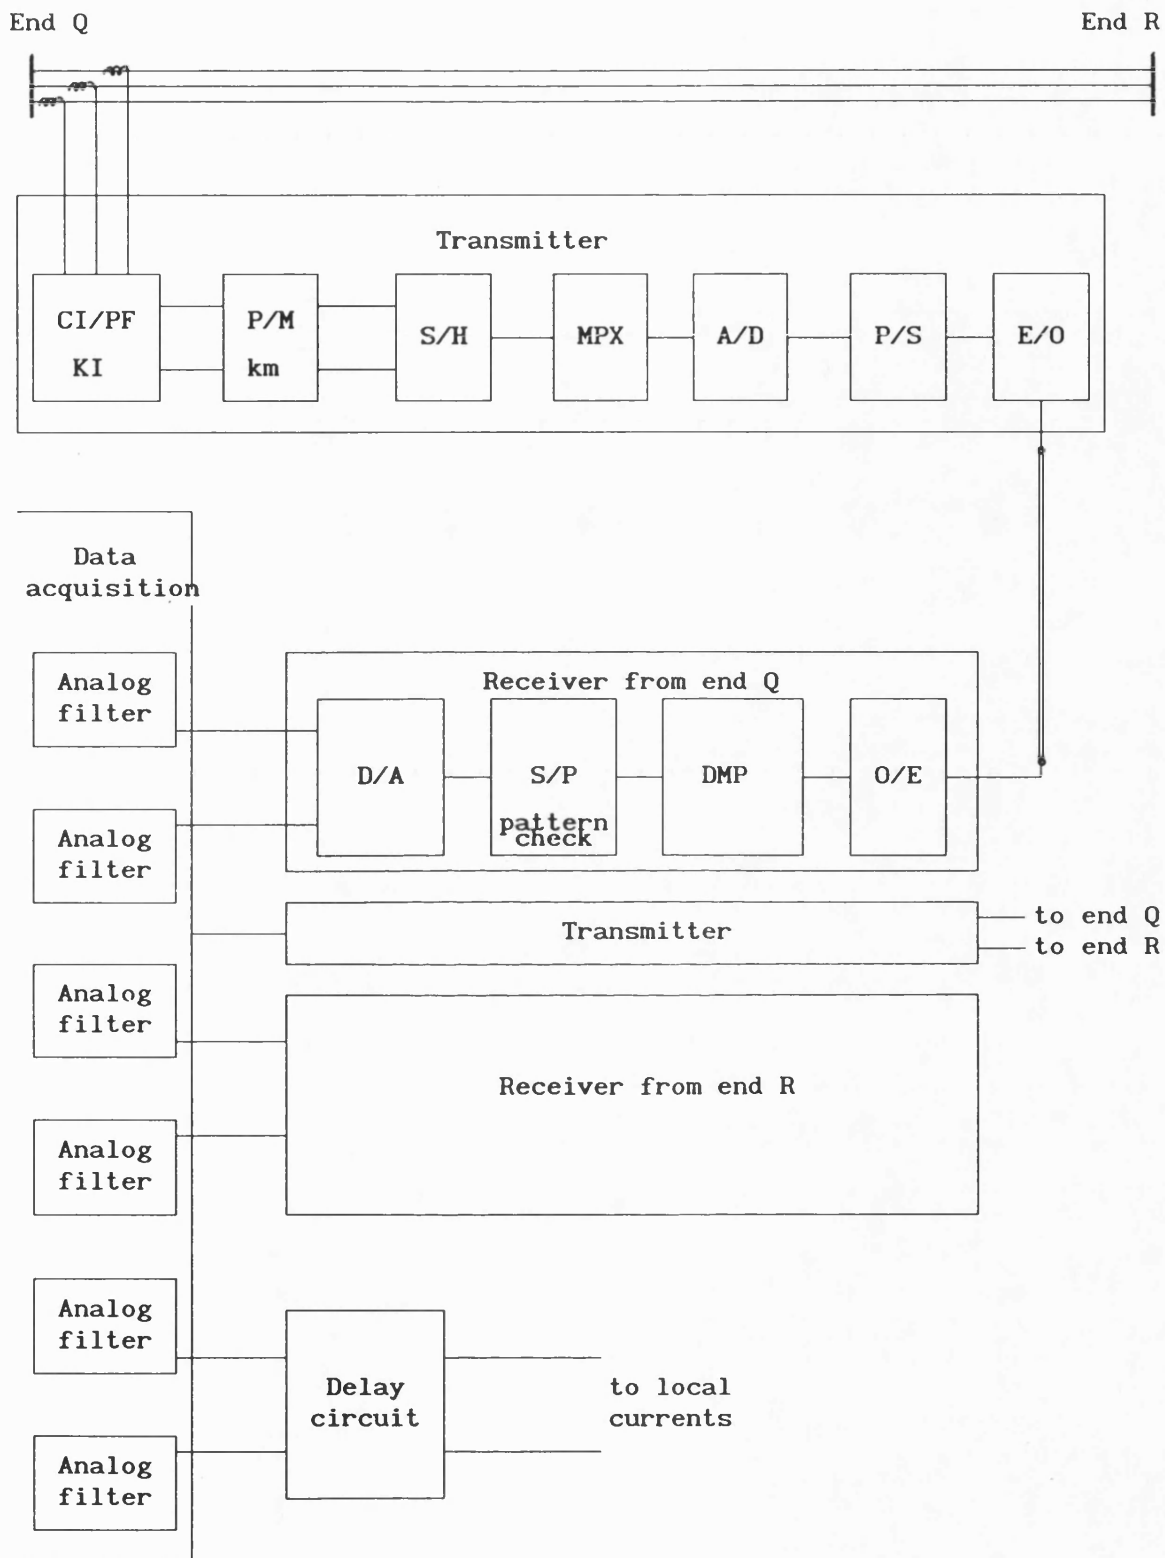 End Q
End R
Transmitter
CI/PF
KI
P/M
km
S/H
MPX
A/D
P/S
E/O
Data
acquisition
Analog
filter
Receiver from end Q
D/A
S/P
pattern
check
DMP
O/E
Analog
filter
Transmitter
to end Q
to end R
Analog
filter
Receiver from end R
Analog
filter
Analog
filter
Delay
circuit
to local
currents
Analog
filter